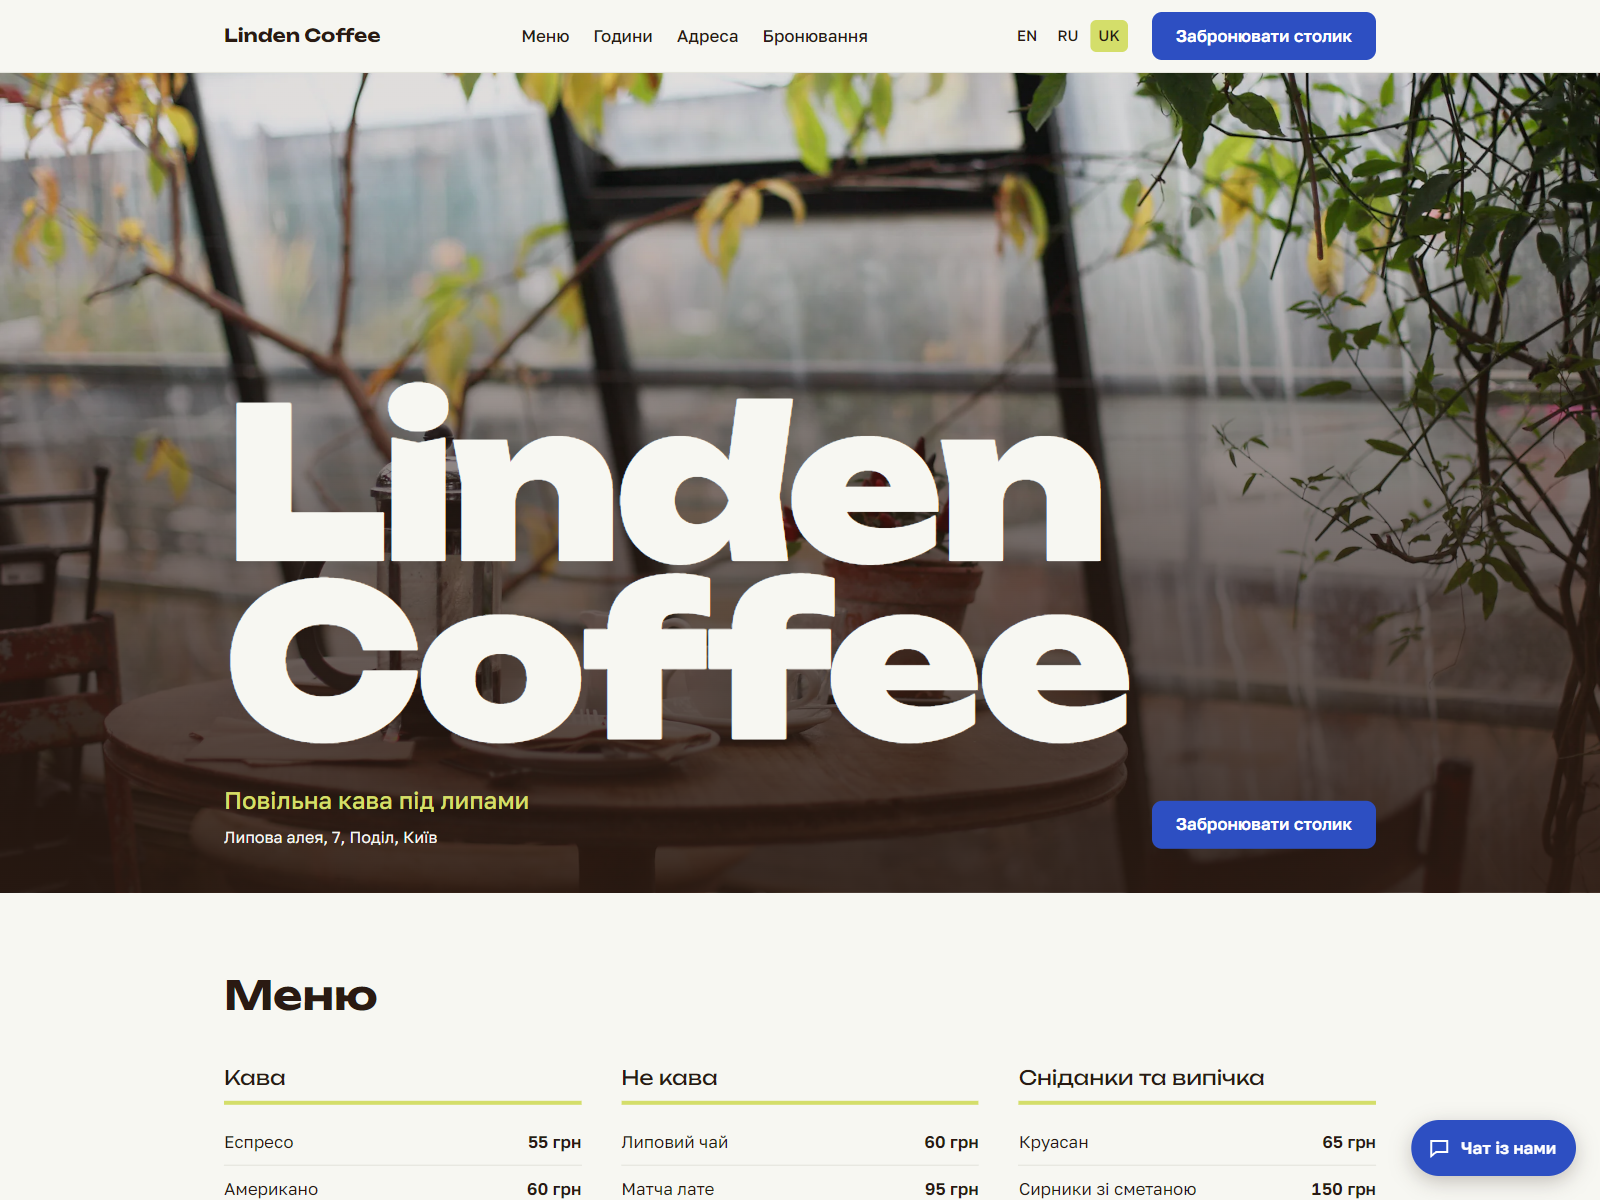 Linden Coffee
Меню Години Адреса Бронювання
EN RU UK
Забронювати столик
Linden
Coffee
Повільна кава під липами
Липова алея, 7, Поділ, Київ
Забронювати столик
Меню
Кава
Еспресо 55 грн
Американо 60 грн
Не кава
Липовий чай 60 грн
Матча лате 95 грн
Сніданки та випічка
Круасан 65 грн
Сирники зі сметаною 150 грн
Чат із нами